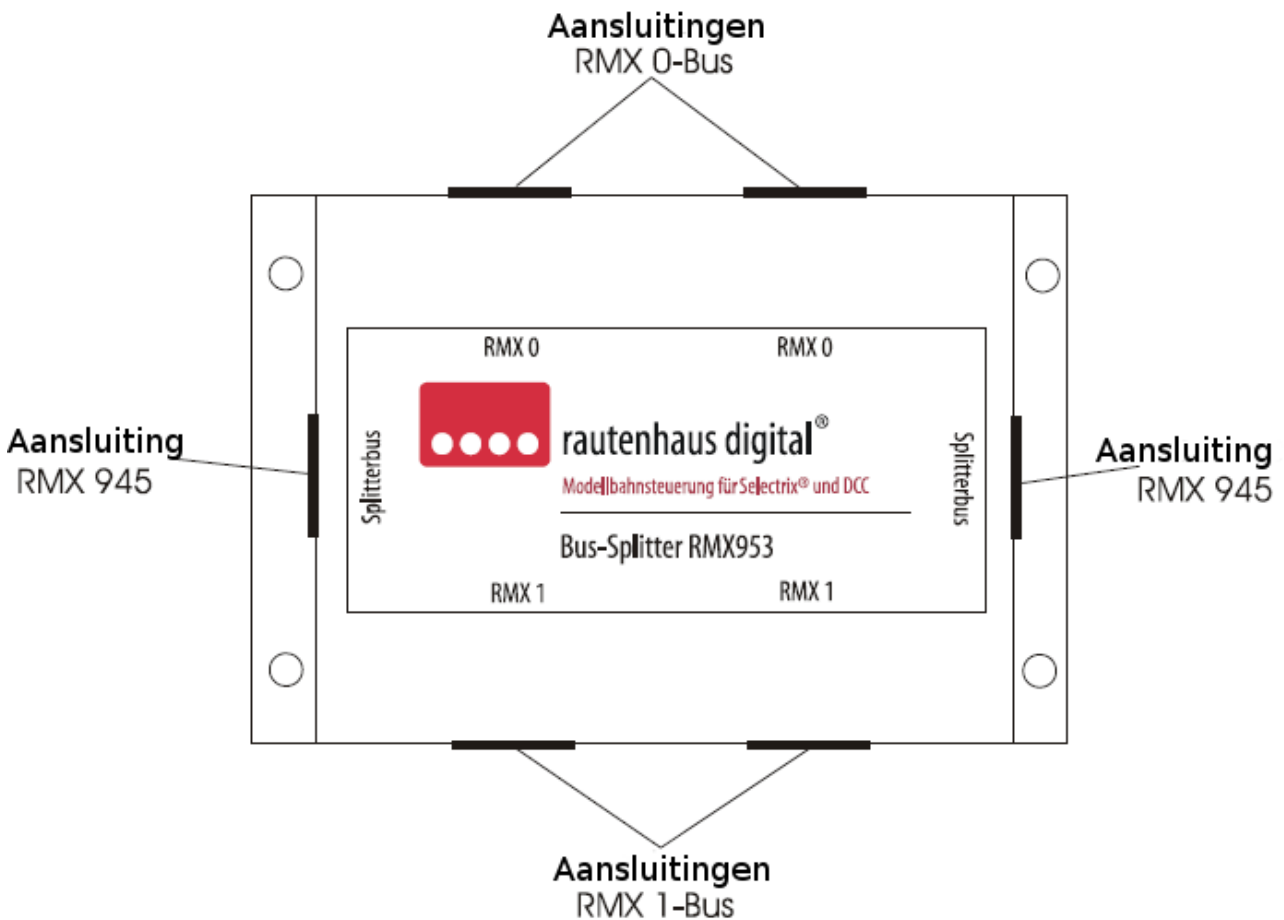 Aansluitingen
RMX 0-Bus
RMX 0
RMX 0
Aansluiting
RMX 945
Splitterbus
rautenhaus digital®
Modellbahnsteuerung für Selectrix® und DCC
Bus-Splitter RMX953
Splitterbus
Aansluiting
RMX 945
RMX 1
RMX 1
Aansluitingen
RMX 1-Bus